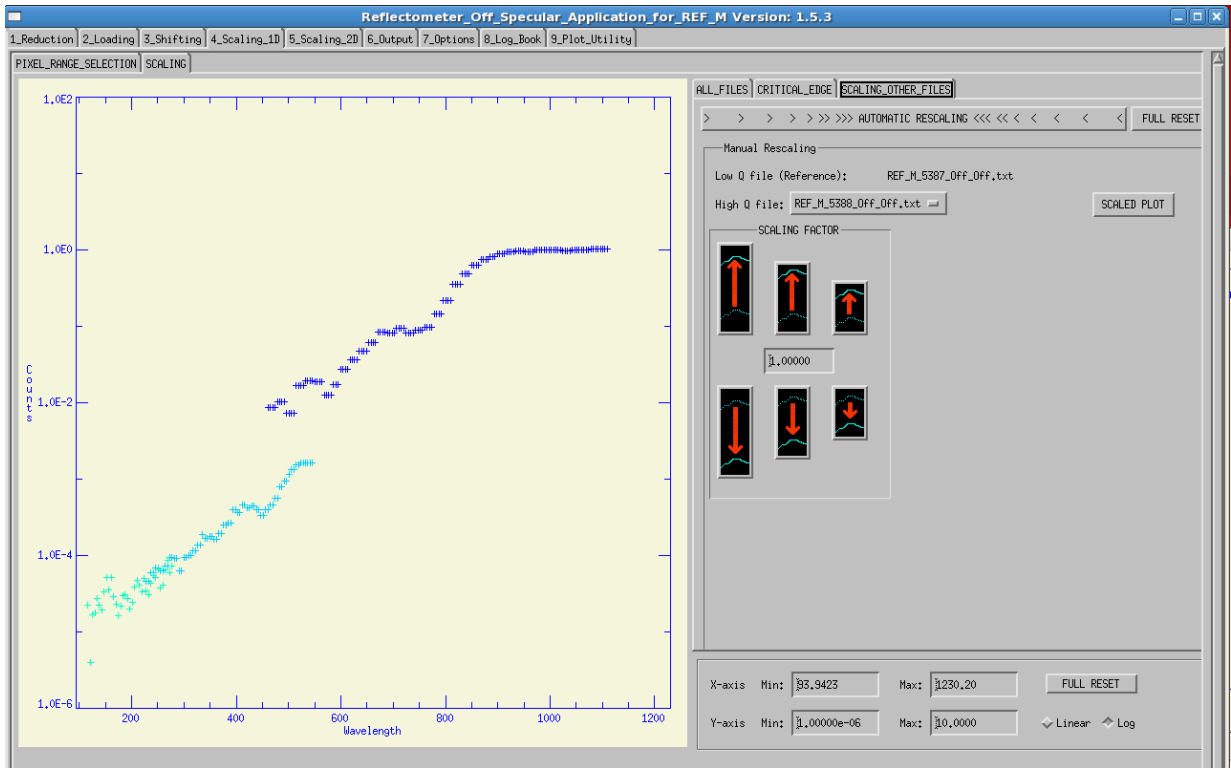 Reflectometer_Off_Specular_Application_for_REF_M Version: 1.5.3
1_Reduction 2_Loading 3_Shifting 4_Scaling_1D 5_Scaling_2D 6_Output 7_Options 8_Log_Book 9_Plot_Utility
PIXEL_RANGE_SELECTION SCALING
ALL_FILES CRITICAL_EDGE SCALING_OTHER_FILES
> > > > > >> >>> AUTOMATIC RESCALING <<< << < < < < < FULL RESET
Manual Rescaling
Low Q file (Reference): REF_M_5387_Off_Off.txt
High Q file: REF_M_5388_Off_Off.txt SCALED PLOT
SCALING FACTOR
1.00000
1.0E2
1.0E0
1.0E-2
1.0E-4
1.0E-6
Counts
200 400 600 800 1000 1200
Wavelength
X-axis Min: 93.9423 Max: 1230.20 FULL RESET
Y-axis Min: 1.00000e-06 Max: 10.0000 Linear Log